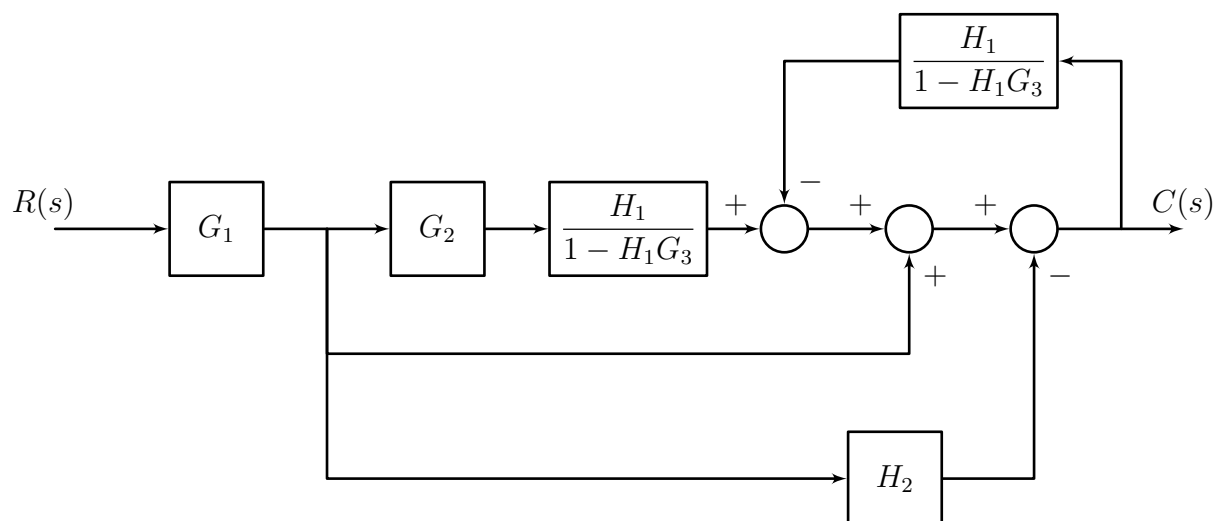 H₁
1 − H₁G₃
R(s)
G₁
G₂
H₁
1 − H₁G₃
+
−
+
+
+
−
C(s)
H₂